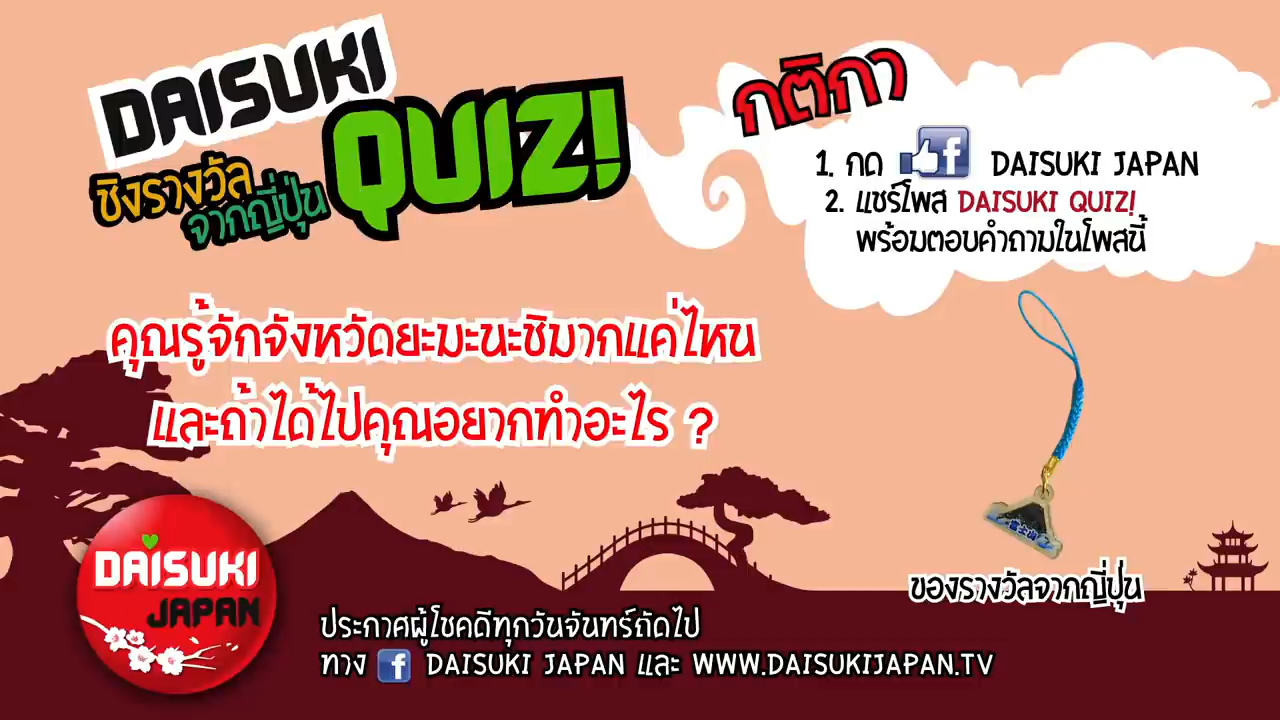 DAISUKI
QUIZ!
ชิงรางวัล
จากญี่ปุ่น
กติกา
1. กด f DAISUKI JAPAN
2. แชร์โพส DAISUKI QUIZ!
พร้อมตอบคำถามในโพสนี้
คุณรู้จักจังหวัดยะมะนะชิมากแค่ไหน
และถ้าได้ไปคุณอยากทำอะไร ?
DAISUKI
JAPAN
ของรางวัลจากญี่ปุ่น
ประกาศผู้โชคดีทุกวันจันทร์ถัดไป
ทาง f DAISUKI JAPAN และ WWW.DAISUKIJAPAN.TV